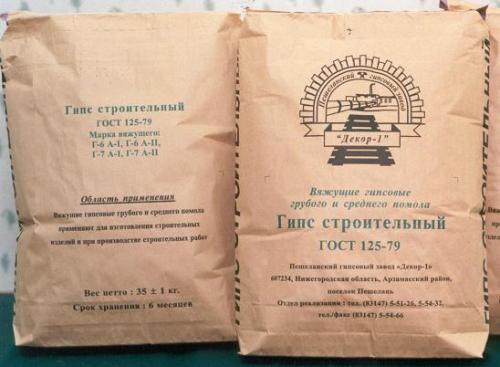 Гипс строительный
ГОСТ 125-79
Марка вяжущего:
Г-6 А-I, Г-6 А-II,
Г-7 А-I, Г-7 А-II
Область применения
Вяжущие гипсовые грубого и среднего помола
применяют для изготовления строительных
изделий и при производстве строительных работ
Вес нетто : 35 ± 1 кг.
Срок хранения : 6 месяцев
Пешеланский гипсовый завод
"Декор-1"
Вяжущие гипсовые
грубого и среднего помола
Гипс строительный
ГОСТ 125-79
Пешеланский гипсовый завод «Декор-1»
607234, Нижегородская область, Арзамасский район,
поселок Пешелань
Отдел реализации : тел. (83147) 5-51-26, 5-54-32,
тел./факс (83147) 5-54-66